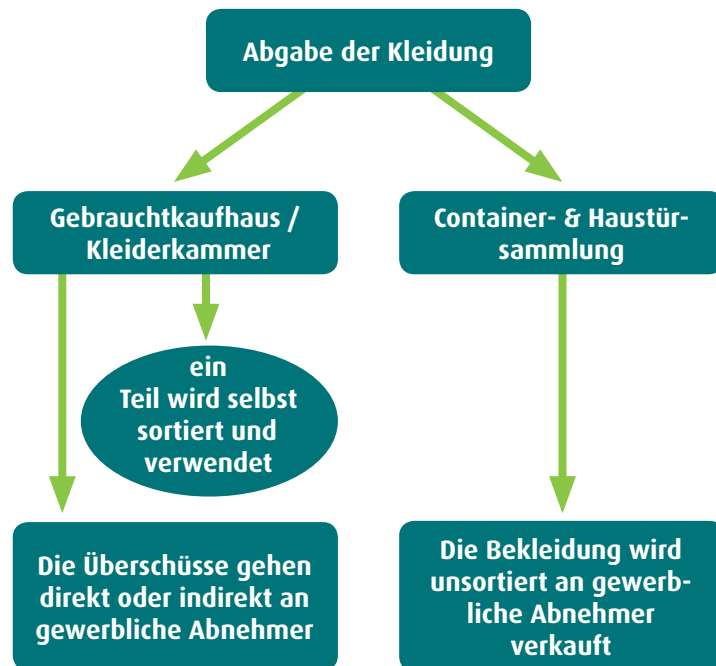 Abgabe der Kleidung
Gebrauchtkaufhaus /
Kleiderkammer
Container- & Haustür-
sammlung
ein
Teil wird selbst
sortiert und
verwendet
Die Überschüsse gehen
direkt oder indirekt an
gewerbliche Abnehmer
Die Bekleidung wird
unsortiert an gewerb-
liche Abnehmer
verkauft